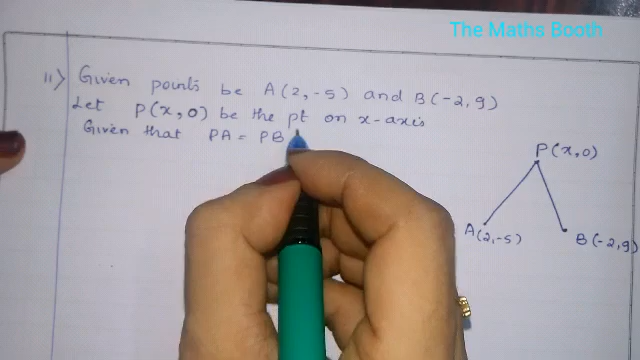 The Maths Booth
11) Given points be A(2,-5) and B(-2,9)
Let P(x,0) be the pt on x-axis
Given that PA = PB
P(x,0)
A(2,-5)
B(-2,9)